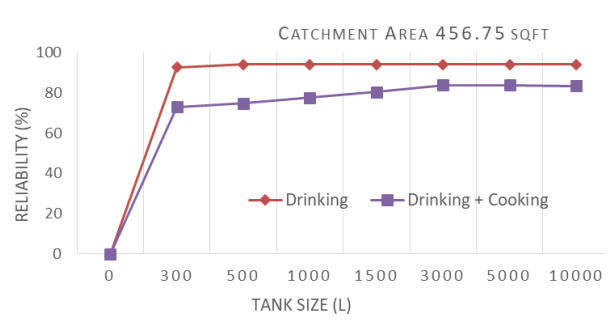 CATCHMENT AREA 456.75 SQFT
100
80
60
40
20
0
RELIABILITY (%)
Drinking
Drinking + Cooking
0 300 500 1000 1500 3000 5000 10000
TANK SIZE (L)